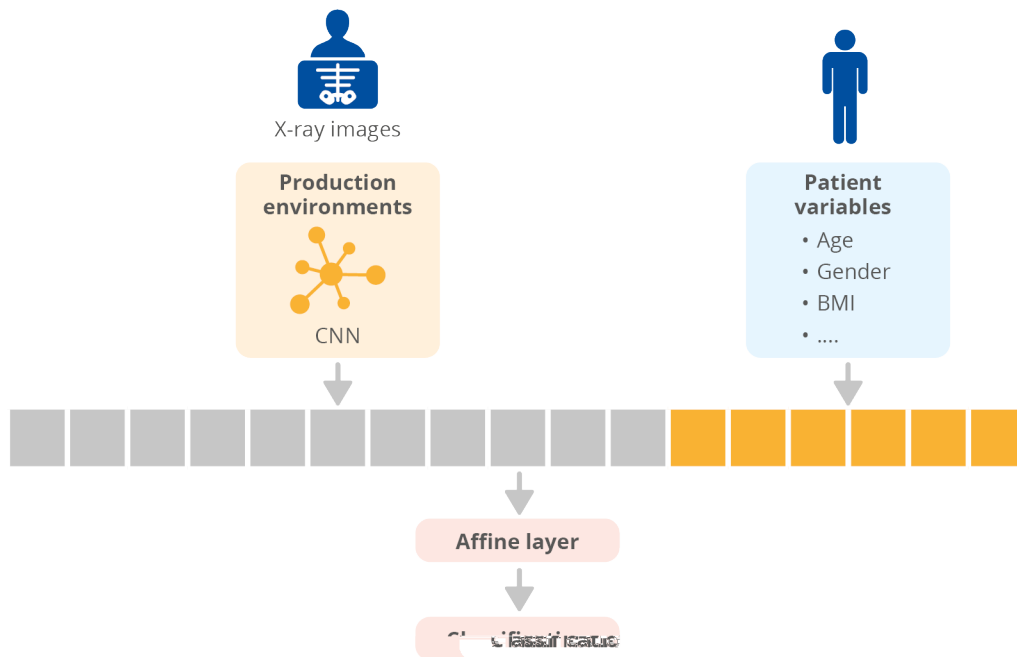 X-ray images
Production
environments
CNN
Patient
variables
• Age
• Gender
• BMI
• ....
Affine layer